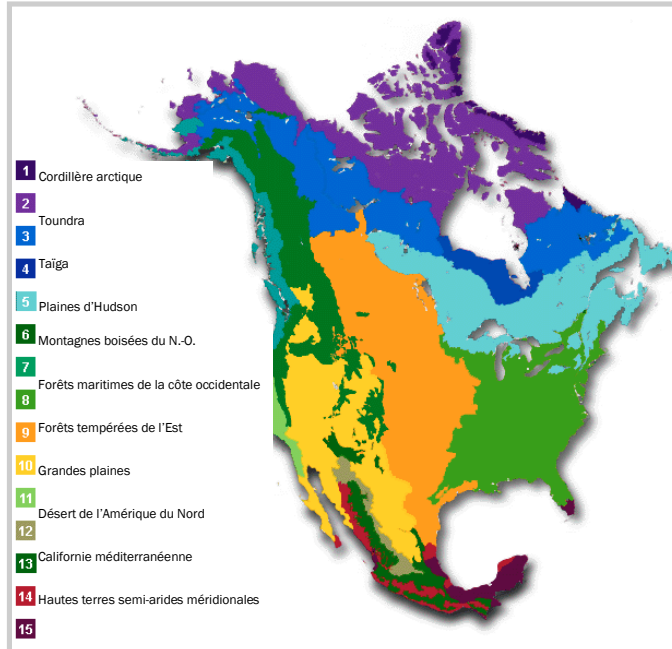 1 Cordillère arctique
2
Toundra
3
4 Taïga
5 Plaines d’Hudson
6 Montagnes boisées du N.-O.
7
Forêts maritimes de la côte occidentale
8
9 Forêts tempérées de l’Est
10 Grandes plaines
11
Désert de l’Amérique du Nord
12
13 Californie méditerranéenne
14 Hautes terres semi-arides méridionales
15